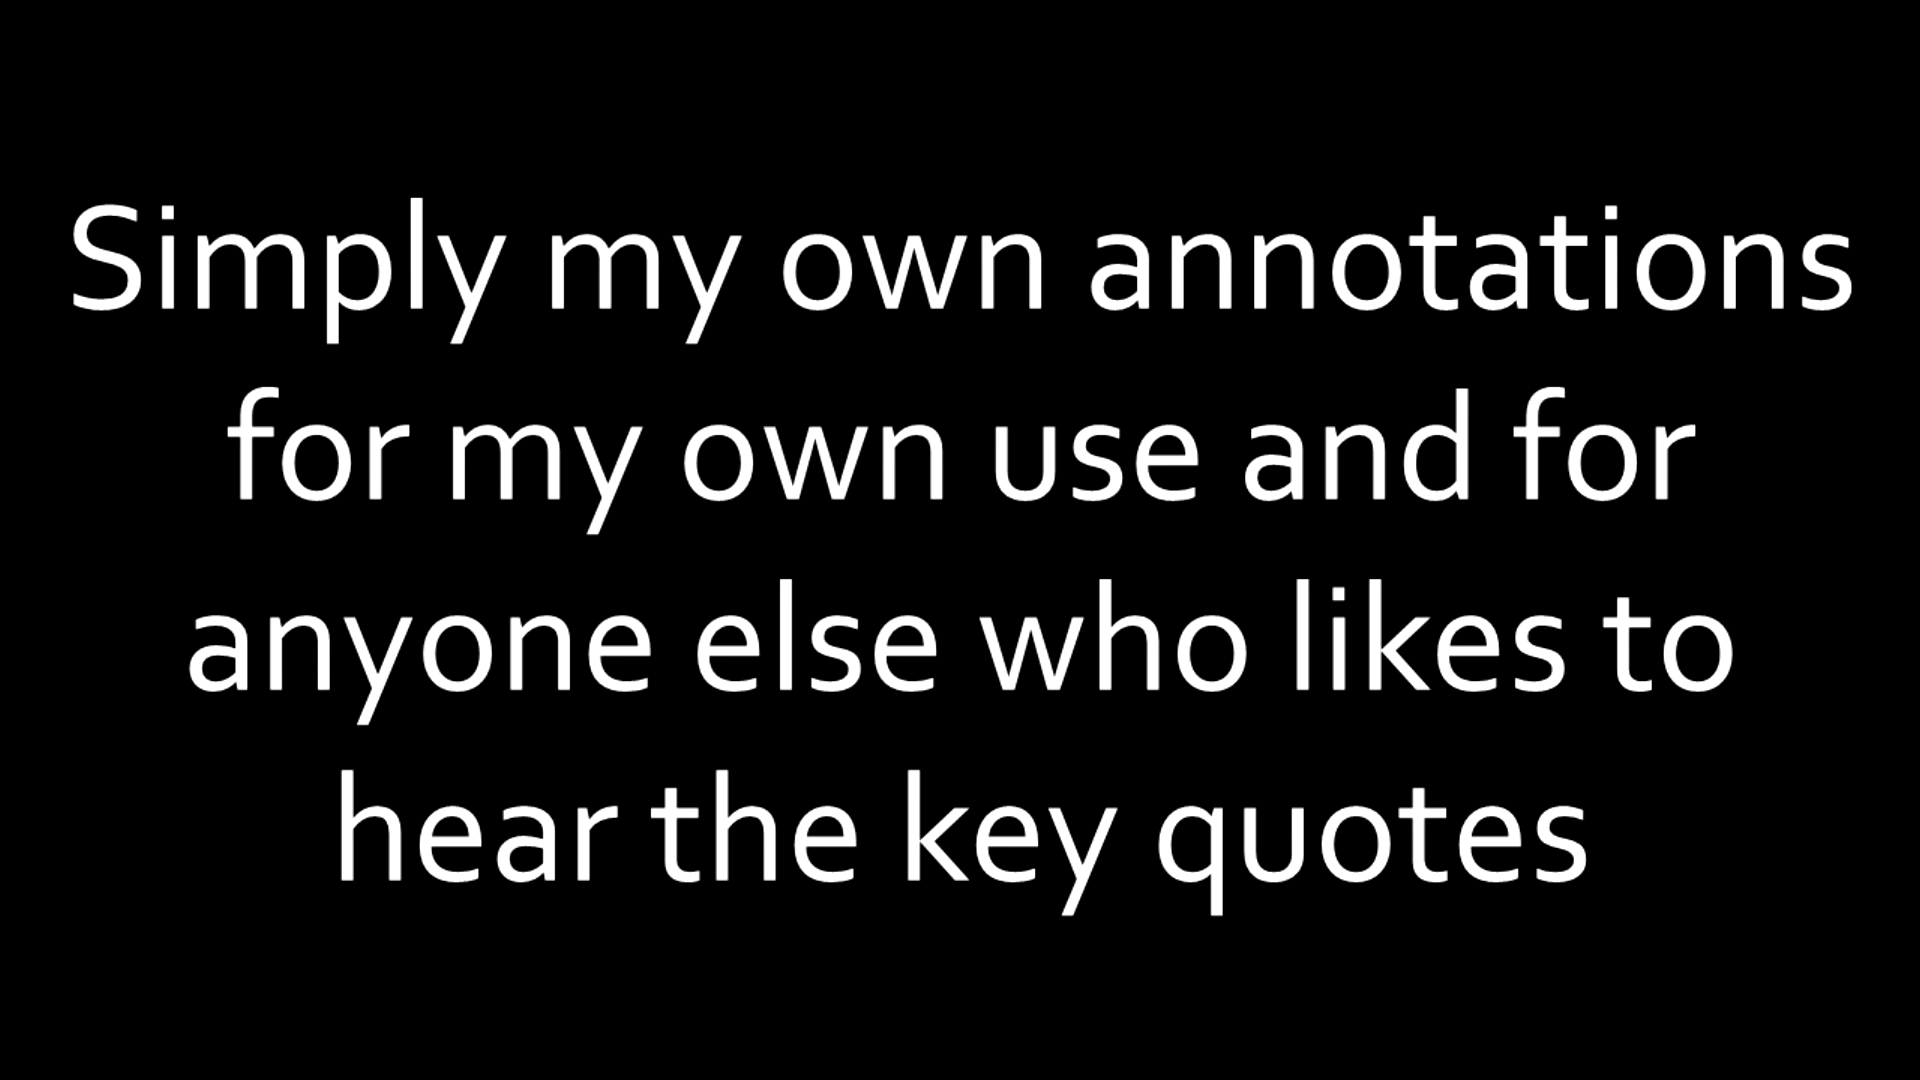 Simply my own annotations
for my own use and for
anyone else who likes to
hear the key quotes